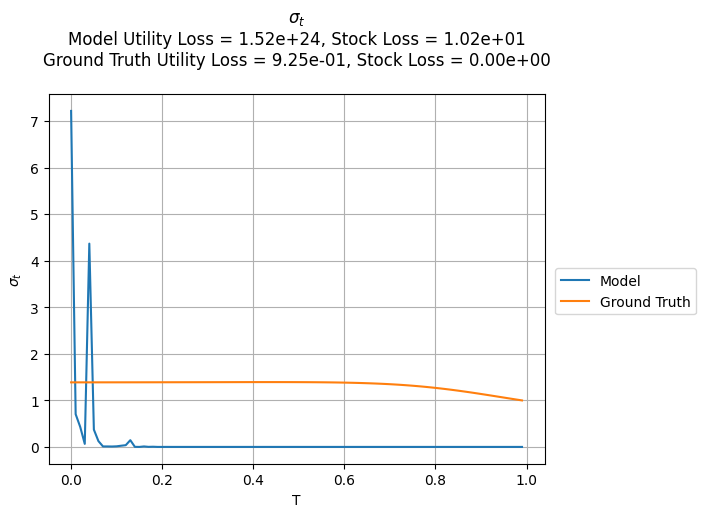 σₜ
Model Utility Loss = 1.52e+24, Stock Loss = 1.02e+01
Ground Truth Utility Loss = 9.25e-01, Stock Loss = 0.00e+00
7
6
5
4
3
2
1
0
σₜ
Model
Ground Truth
0.0 0.2 0.4 0.6 0.8 1.0
T